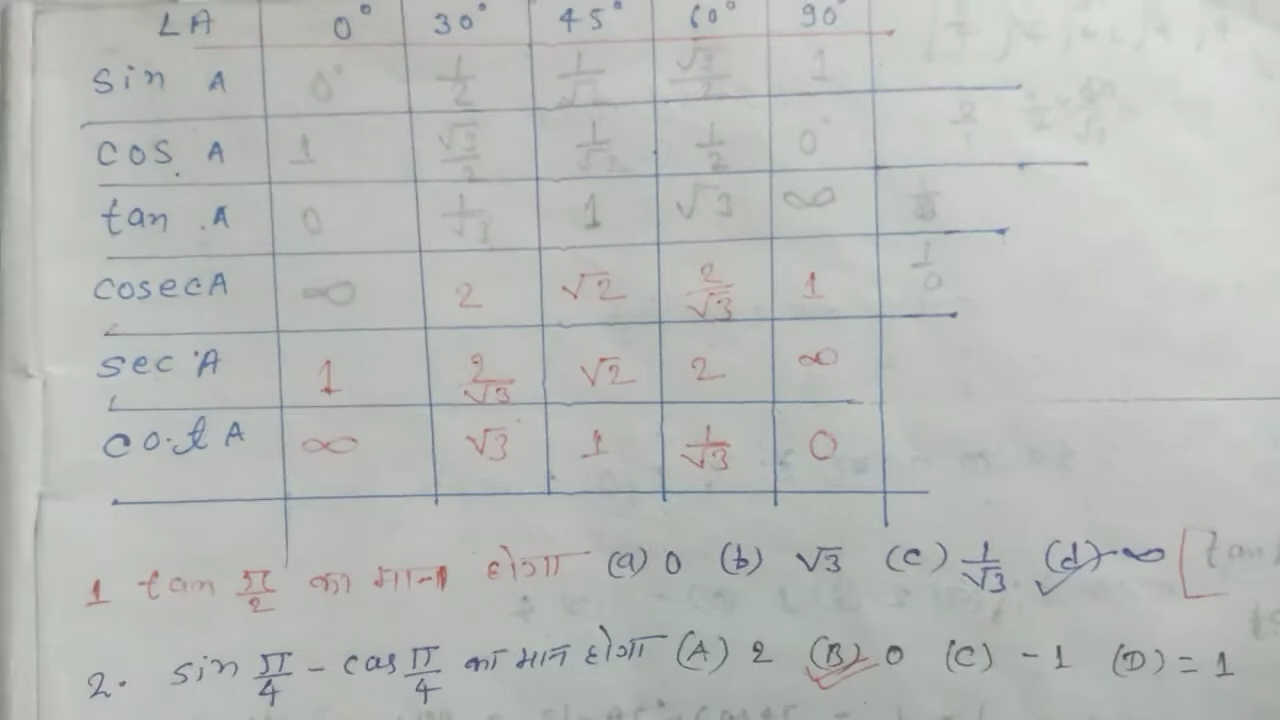 ∠A 0° 30° 45° 60° 90°
sin A 0° 1/2 1/√2 √3/2 1
cos A 1 √3/2 1/√2 1/2 0°
tan A 0 1/√3 1 √3 ∞
cosec A ∞ 2 √2 2/√3 1
sec A 1 2/√3 √2 2 ∞
cot A ∞ √3 1 1/√3 0
1 tan π/2 का मान होगा (a) 0 (b) √3 (c) 1/√3 (d) ∞ [tan
2. sin π/4 - cos π/4 का मान होगा (A) 2 (B) 0 (C) -1 (D) = 1